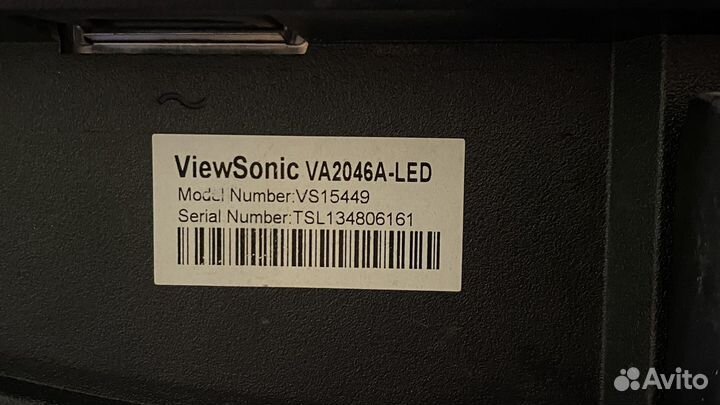 ViewSonic VA2046A-LED
Model Number:VS15449
Serial Number:TSL134806161
Avito